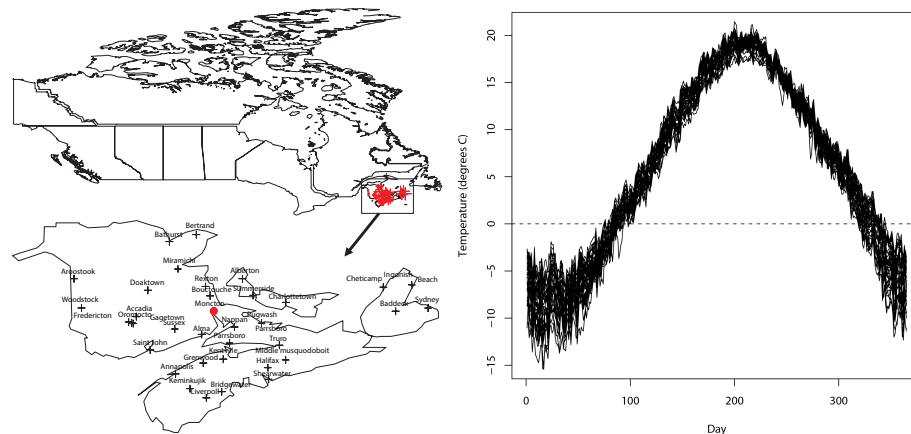 Bertrand
Bathurst
Miramichi
Aroostook
Rexton
Alberton
Doaktown
Bouctouche
Summerside
Cheticamp
Ingonish
Beach
Woodstock
Moncton
Charlottetown
Baddeck
Sydney
Fredericton
Accadia
Oromocto
Gagetown
Sussex
Nappan
Pugwash
Alma
Parrsboro
Parrsboro
Saint John
Truro
Kentville
Greenwood
Middle musquodoboit
Annapolis
Halifax
Shearwater
Keminkujik
Bridgewater
Liverpool
Temperature (degrees C)
20
15
10
5
0
−5
−10
−15
0
100
200
300
Day